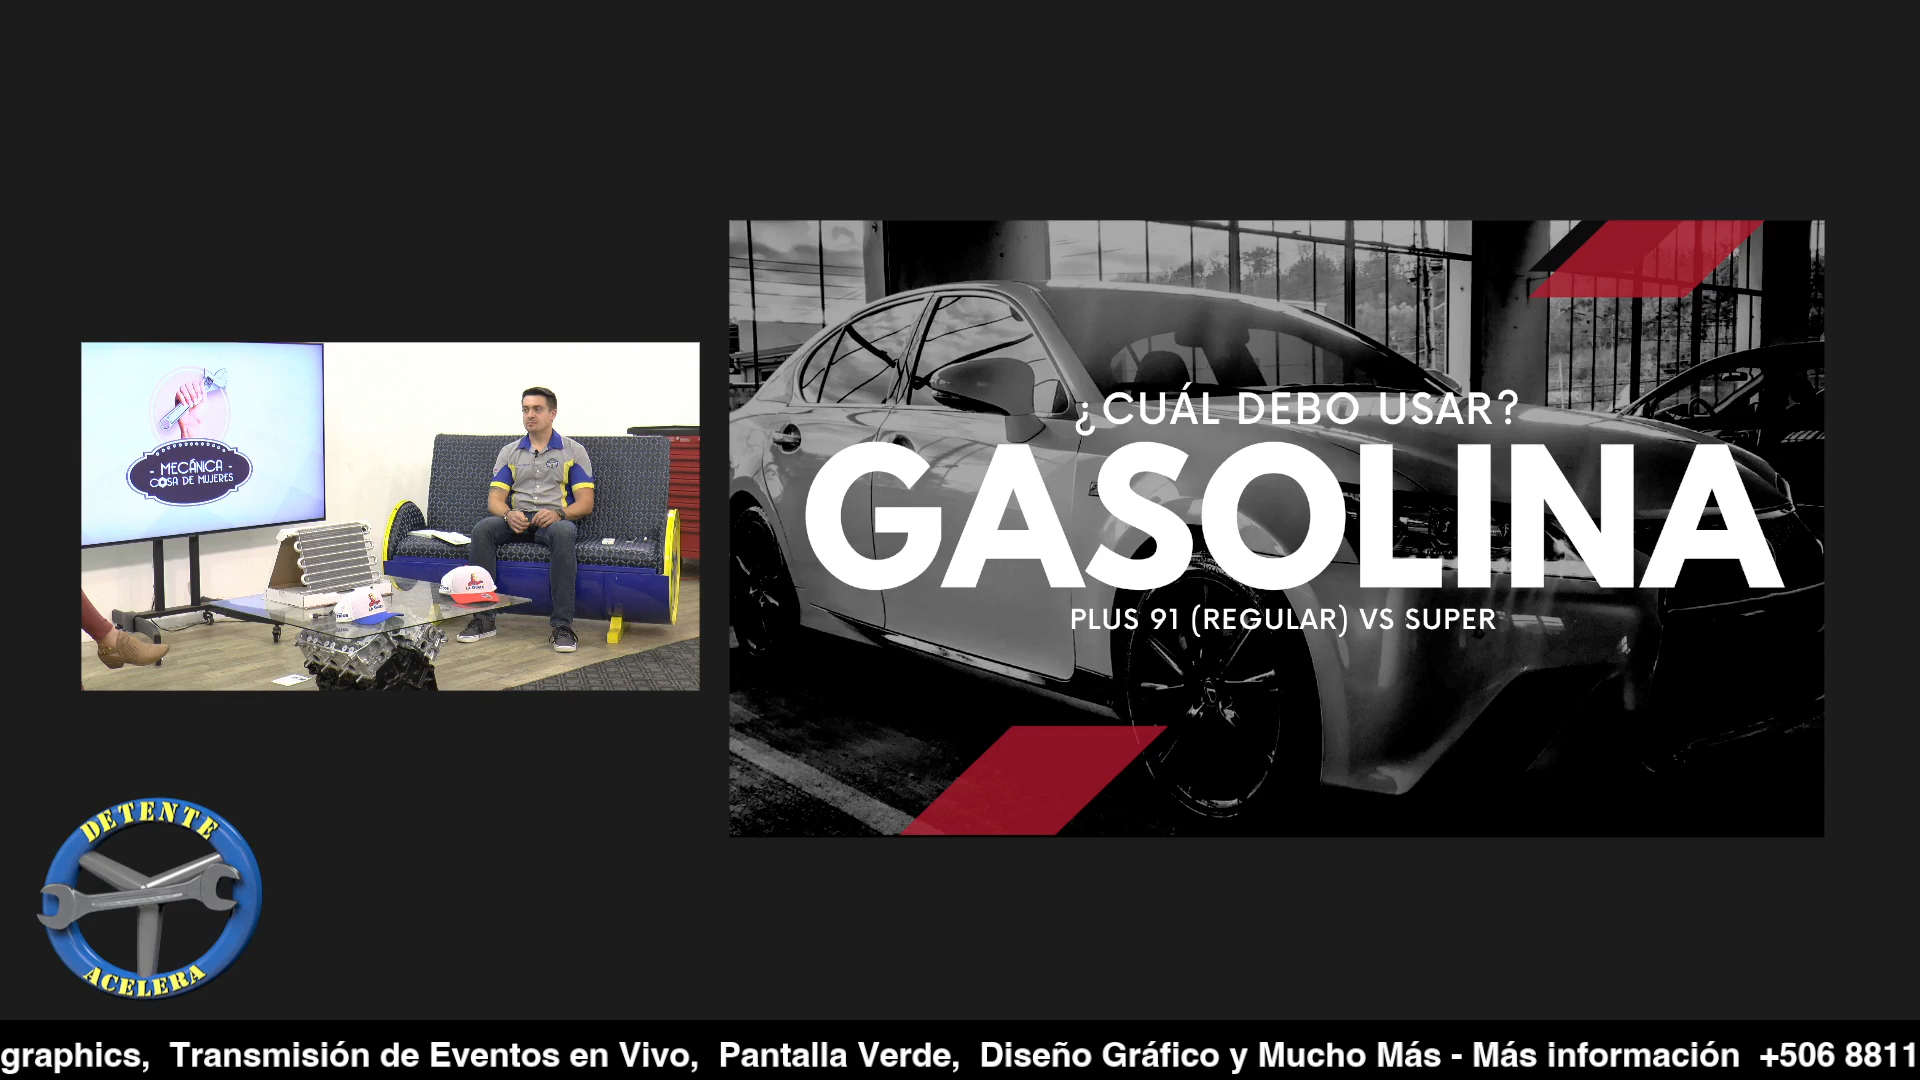 ¿CUÁL DEBO USAR?
GASOLINA
PLUS 91 (REGULAR) VS SUPER
- MECÁNICA -
COSA DE MUJERES
DETENTE
ACELERA
graphics, Transmisión de Eventos en Vivo, Pantalla Verde, Diseño Gráfico y Mucho Más - Más información +506 8811